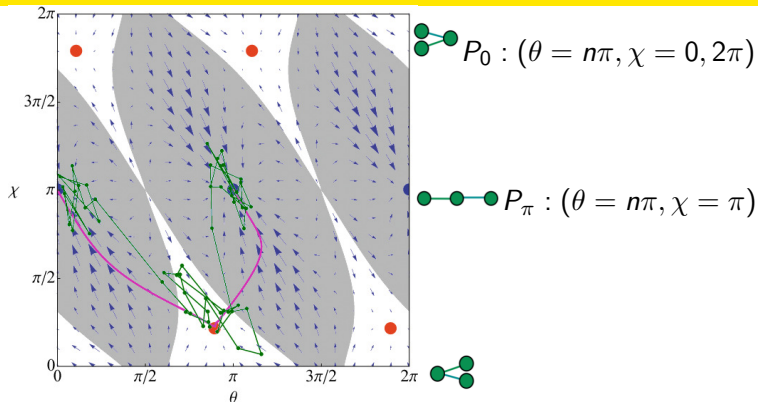 2π
3π/2
χ
π
π/2
0
0
π/2
π
3π/2
2π
θ
P₀ : (θ = nπ, χ = 0, 2π)
P_π : (θ = nπ, χ = π)